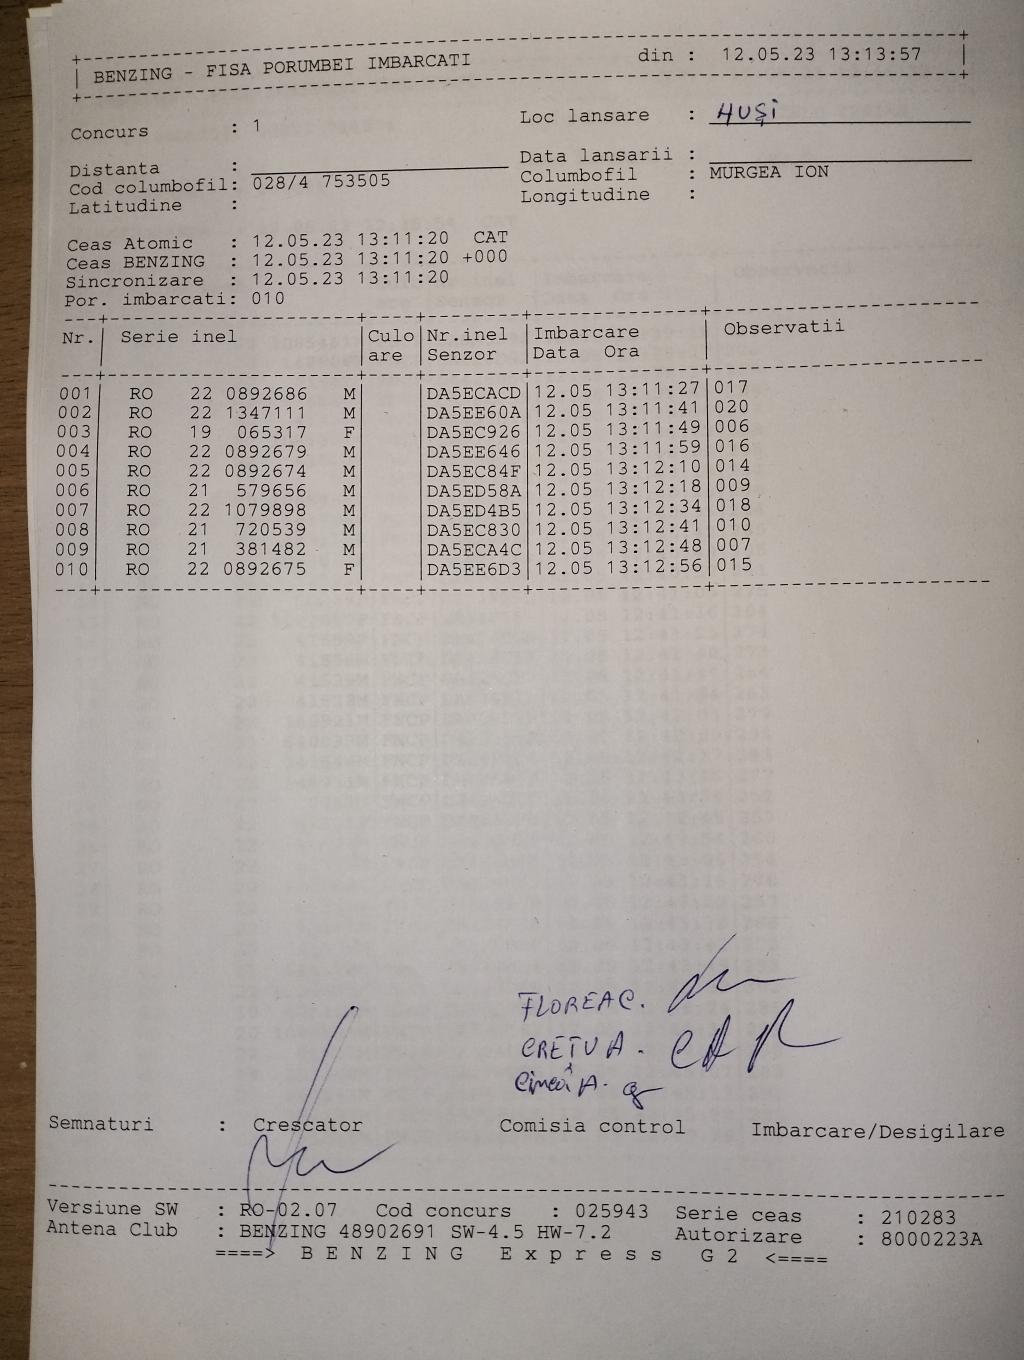 BENZING - FISA PORUMBEI IMBARCATI din : 12.05.23 13:13:57
Concurs : 1 Loc lansare : HUŞI
Distanta : Data lansarii :
Cod columbofil: 028/4 753505 Columbofil : MURGEA ION
Latitudine : Longitudine :
Ceas Atomic : 12.05.23 13:11:20 CAT
Ceas BENZING : 12.05.23 13:11:20 +000
Sincronizare : 12.05.23 13:11:20
Por. imbarcati: 010
Nr. Serie inel Culo Nr.inel Imbarcare Observatii
are Senzor Data Ora
001 RO 22 0892686 M DA5ECACD 12.05 13:11:27 017
002 RO 22 1347111 M DA5EE60A 12.05 13:11:41 020
003 RO 19 065317 F DA5EC926 12.05 13:11:49 006
004 RO 22 0892679 M DA5EE646 12.05 13:11:59 016
005 RO 22 0892674 M DA5EC84F 12.05 13:12:10 014
006 RO 21 579656 M DA5ED58A 12.05 13:12:18 009
007 RO 22 1079898 M DA5ED4B5 12.05 13:12:34 018
008 RO 21 720539 M DA5EC830 12.05 13:12:41 010
009 RO 21 381482 M DA5ECA4C 12.05 13:12:48 007
010 RO 22 0892675 F DA5EE6D3 12.05 13:12:56 015
FLOREA C.
CRETU A.
A.
Semnaturi : Crescator Comisia control Imbarcare/Desigilare
Versiune SW : RO-02.07 Cod concurs : 025943 Serie ceas : 210283
Antena Club : BENZING 48902691 SW-4.5 HW-7.2 Autorizare : 8000223A
====> B E N Z I N G E x p r e s s G 2 <====